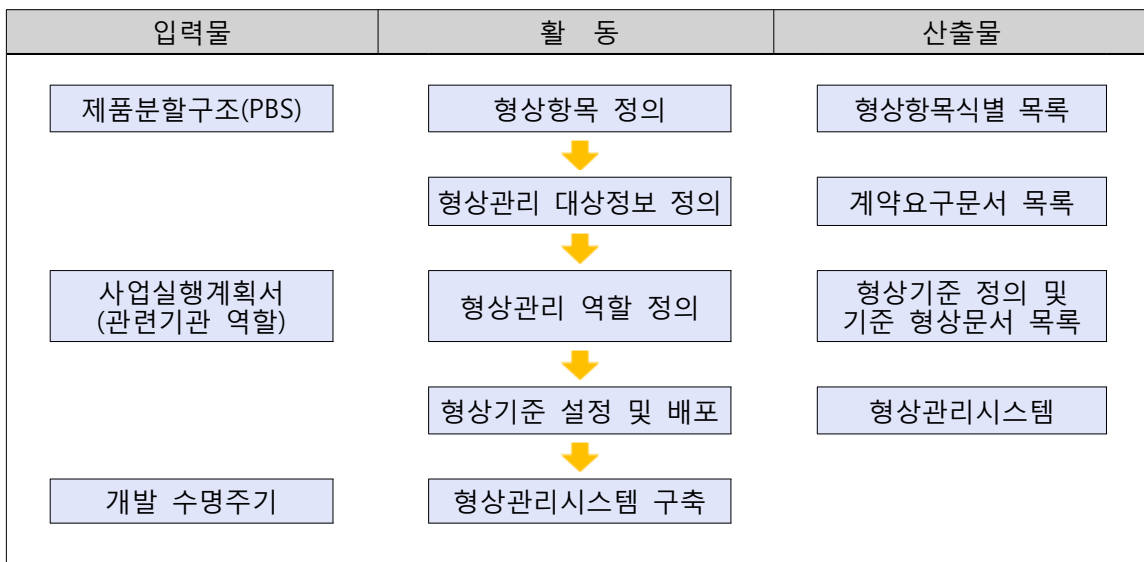 입력물
활 동
산출물
제품분할구조(PBS)
형상항목 정의
형상항목식별 목록
형상관리 대상정보 정의
계약요구문서 목록
사업실행계획서
(관련기관 역할)
형상관리 역할 정의
형상기준 정의 및
기준 형상문서 목록
형상기준 설정 및 배포
형상관리시스템
개발 수명주기
형상관리시스템 구축